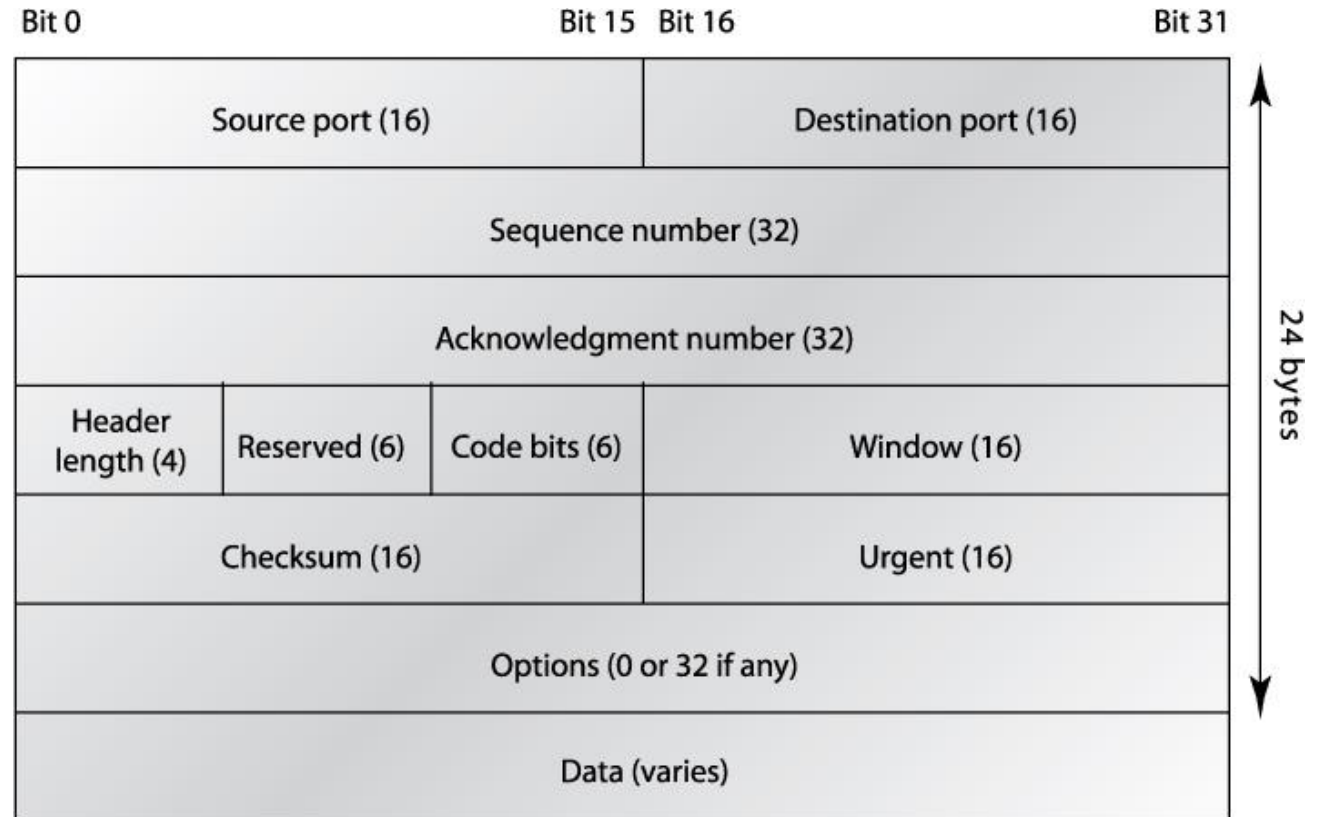 Bit 0 Bit 15 Bit 16 Bit 31
Source port (16) Destination port (16)
Sequence number (32)
Acknowledgment number (32)
Header
length (4) Reserved (6) Code bits (6) Window (16)
Checksum (16) Urgent (16)
Options (0 or 32 if any)
Data (varies)
24 bytes